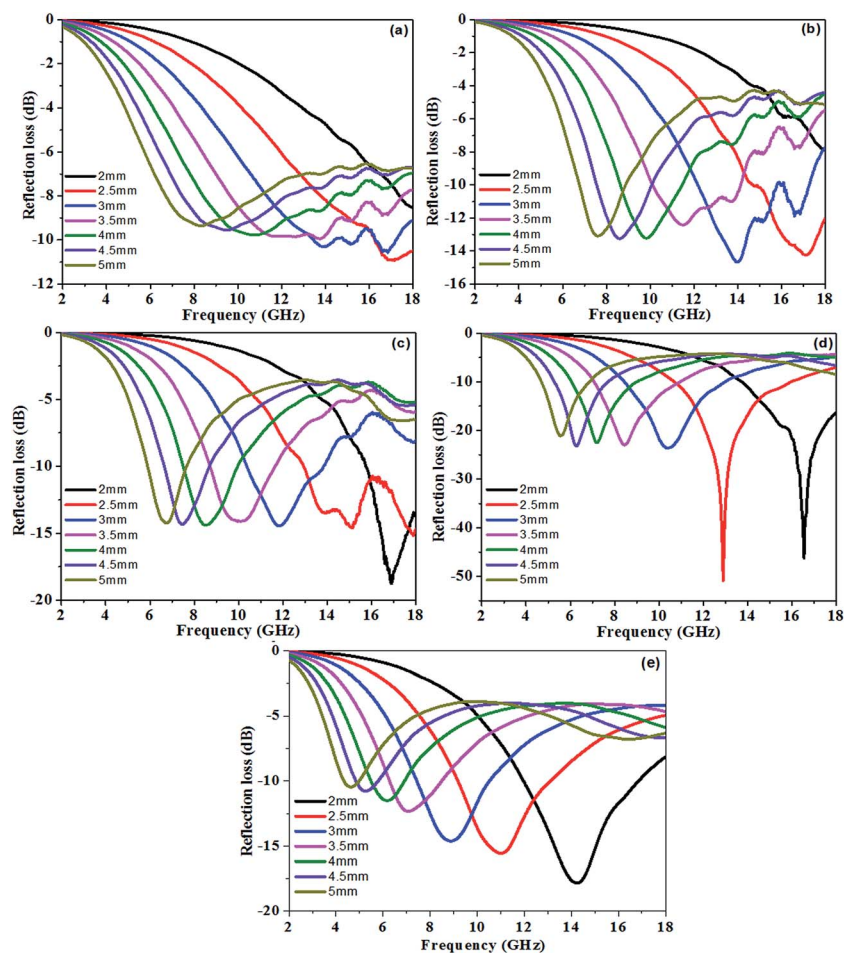 (a)
Reflection loss (dB)
0
-2
-4
-6
-8
-10
-12
2mm
2.5mm
3mm
3.5mm
4mm
4.5mm
5mm
2 4 6 8 10 12 14 16 18
Frequency (GHz)
(b)
Reflection loss (dB)
0
-2
-4
-6
-8
-10
-12
-14
-16
2mm
2.5mm
3mm
3.5mm
4mm
4.5mm
5mm
2 4 6 8 10 12 14 16 18
Frequency (GHz)
(c)
Reflection loss (dB)
0
-5
-10
-15
-20
2mm
2.5mm
3mm
3.5mm
4mm
4.5mm
5mm
2 4 6 8 10 12 14 16 18
Frequency (GHz)
(d)
Reflection loss (dB)
0
-10
-20
-30
-40
-50
2mm
2.5mm
3mm
3.5mm
4mm
4.5mm
5mm
2 4 6 8 10 12 14 16 18
Frequency (GHz)
(e)
Reflection loss (dB)
0
-5
-10
-15
-20
2mm
2.5mm
3mm
3.5mm
4mm
4.5mm
5mm
2 4 6 8 10 12 14 16 18
Frequency (GHz)